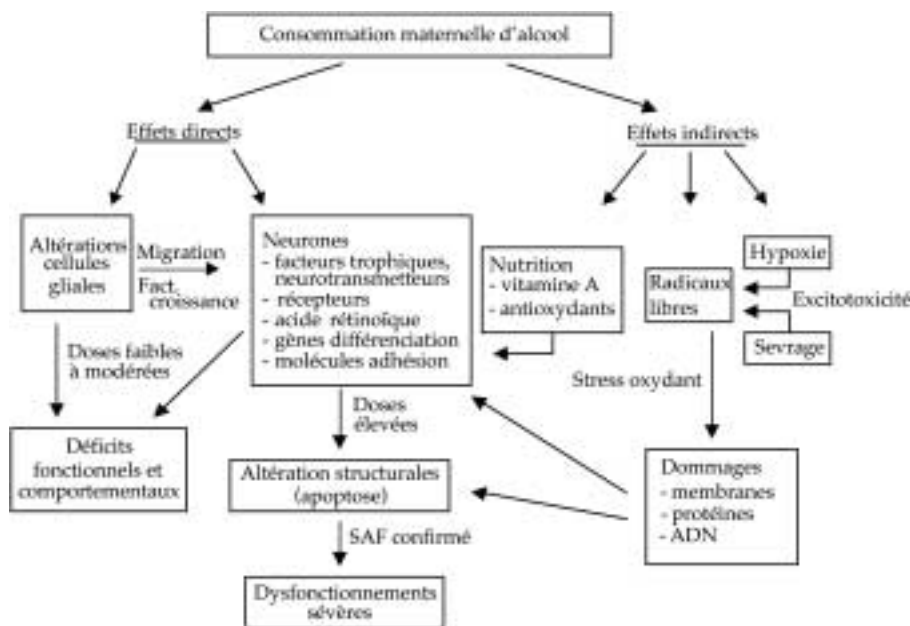 Consommation maternelle d'alcool
Effets directs
Effets indirects
Altérations
cellules
gliales
Migration
Fact.
croissance
Neurones
- facteurs trophiques,
neurotransmetteurs
- récepteurs
- acide rétinoïque
- gènes différenciation
- molécules adhésion
Nutrition
- vitamine A
- antioxydants
Radicaux
libres
Hypoxie
Excitotoxicité
Sevrage
Doses faibles
à modérées
Doses
élevées
Stress oxydant
Déficits
fonctionnels et
comportementaux
Altération structurales
(apoptose)
Dommages
- membranes
- protéines
- ADN
SAF confirmé
Dysfonctionnements
sévères